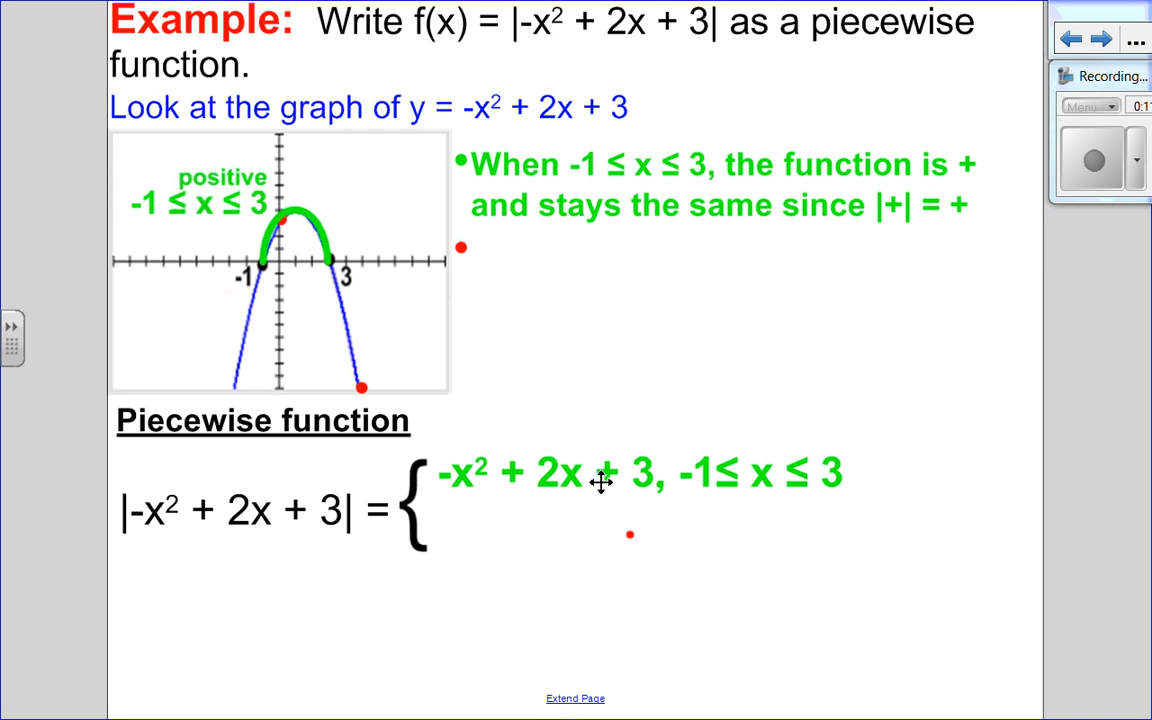 Example: Write f(x) = |-x² + 2x + 3| as a piecewise
function.
Look at the graph of y = -x² + 2x + 3
positive
-1 ≤ x ≤ 3
-1
3
•When -1 ≤ x ≤ 3, the function is +
and stays the same since |+| = +
•
Piecewise function
|-x² + 2x + 3| = {
-x² + 2x + 3, -1≤ x ≤ 3
Extend Page
...
Recording...
Menu